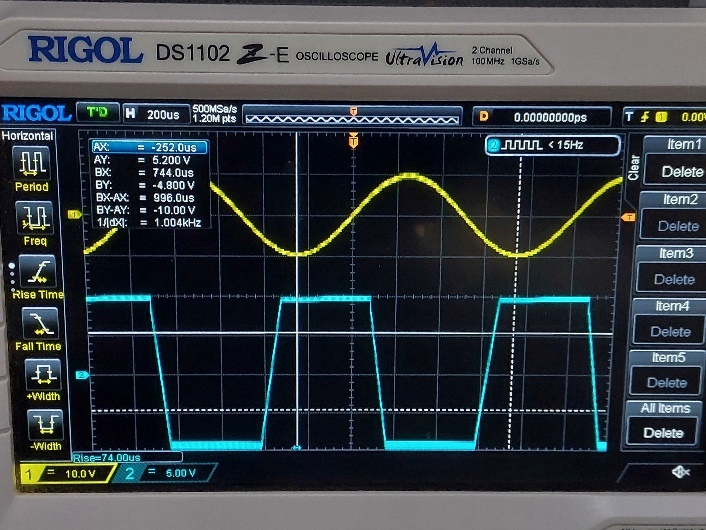 RIGOL DS1102 Z-E OSCILLOSCOPE UltraVision 2 Channel 100MHz 1GSa/s
RIGOL T'D H 200us 500MSa/s 1.20M pts D 0.00000000ps T 1 0.00
Horizontal
Period
Freq
Rise Time
Fall Time
+Width
-Width
AX: = -252.0us
AY: = 5.200 V
BX: = 744.0us
BY: = -4.800 V
BX-AX: = 996.0us
BY-AY: = -10.00 V
1/|dX|: = 1.004kHz
2 < 15Hz
Clear
Item1
Delete
Item2
Delete
Item3
Delete
Item4
Delete
Item5
Delete
All Items
Delete
Rise=74.00us
1 = 10.0 V 2 = 5.00 V